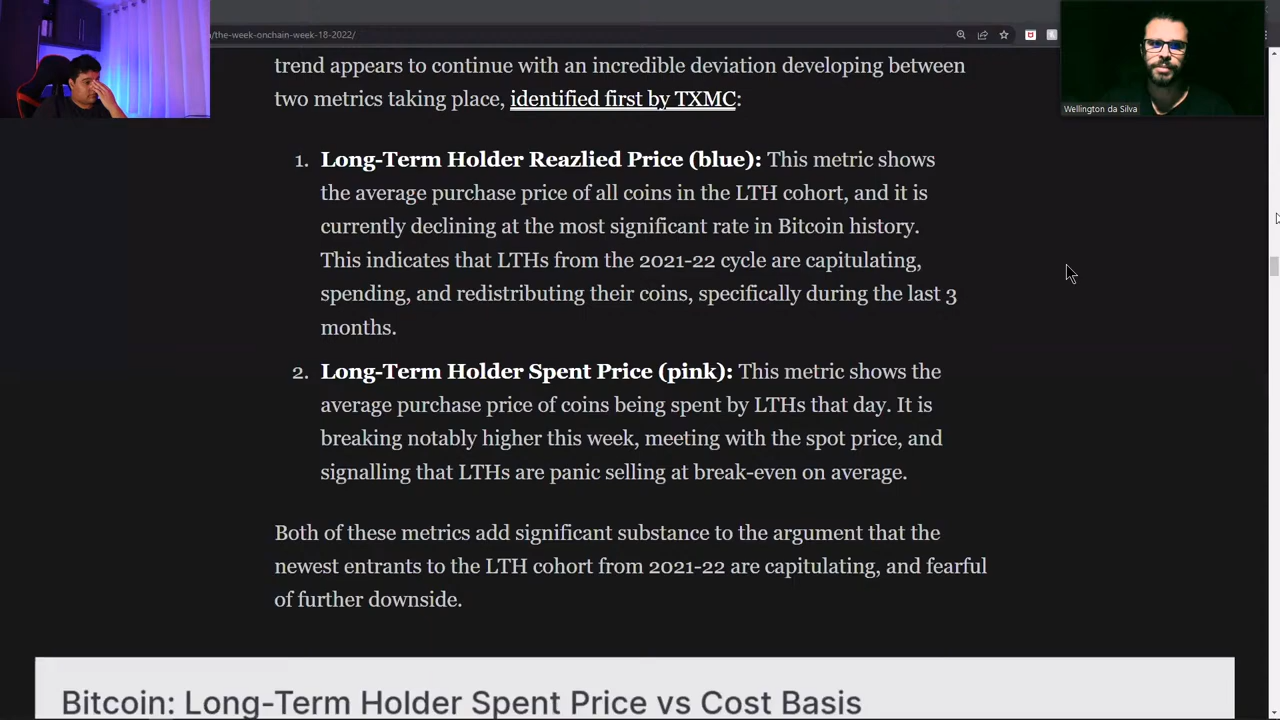 /the-week-onchain-week-18-2022/
Wellington da Silva
trend appears to continue with an incredible deviation developing between
two metrics taking place, identified first by TXMC:
1. Long-Term Holder Reazlied Price (blue): This metric shows
the average purchase price of all coins in the LTH cohort, and it is
currently declining at the most significant rate in Bitcoin history.
This indicates that LTHs from the 2021-22 cycle are capitulating,
spending, and redistributing their coins, specifically during the last 3
months.
2. Long-Term Holder Spent Price (pink): This metric shows the
average purchase price of coins being spent by LTHs that day. It is
breaking notably higher this week, meeting with the spot price, and
signalling that LTHs are panic selling at break-even on average.
Both of these metrics add significant substance to the argument that the
newest entrants to the LTH cohort from 2021-22 are capitulating, and fearful
of further downside.
Bitcoin: Long-Term Holder Spent Price vs Cost Basis